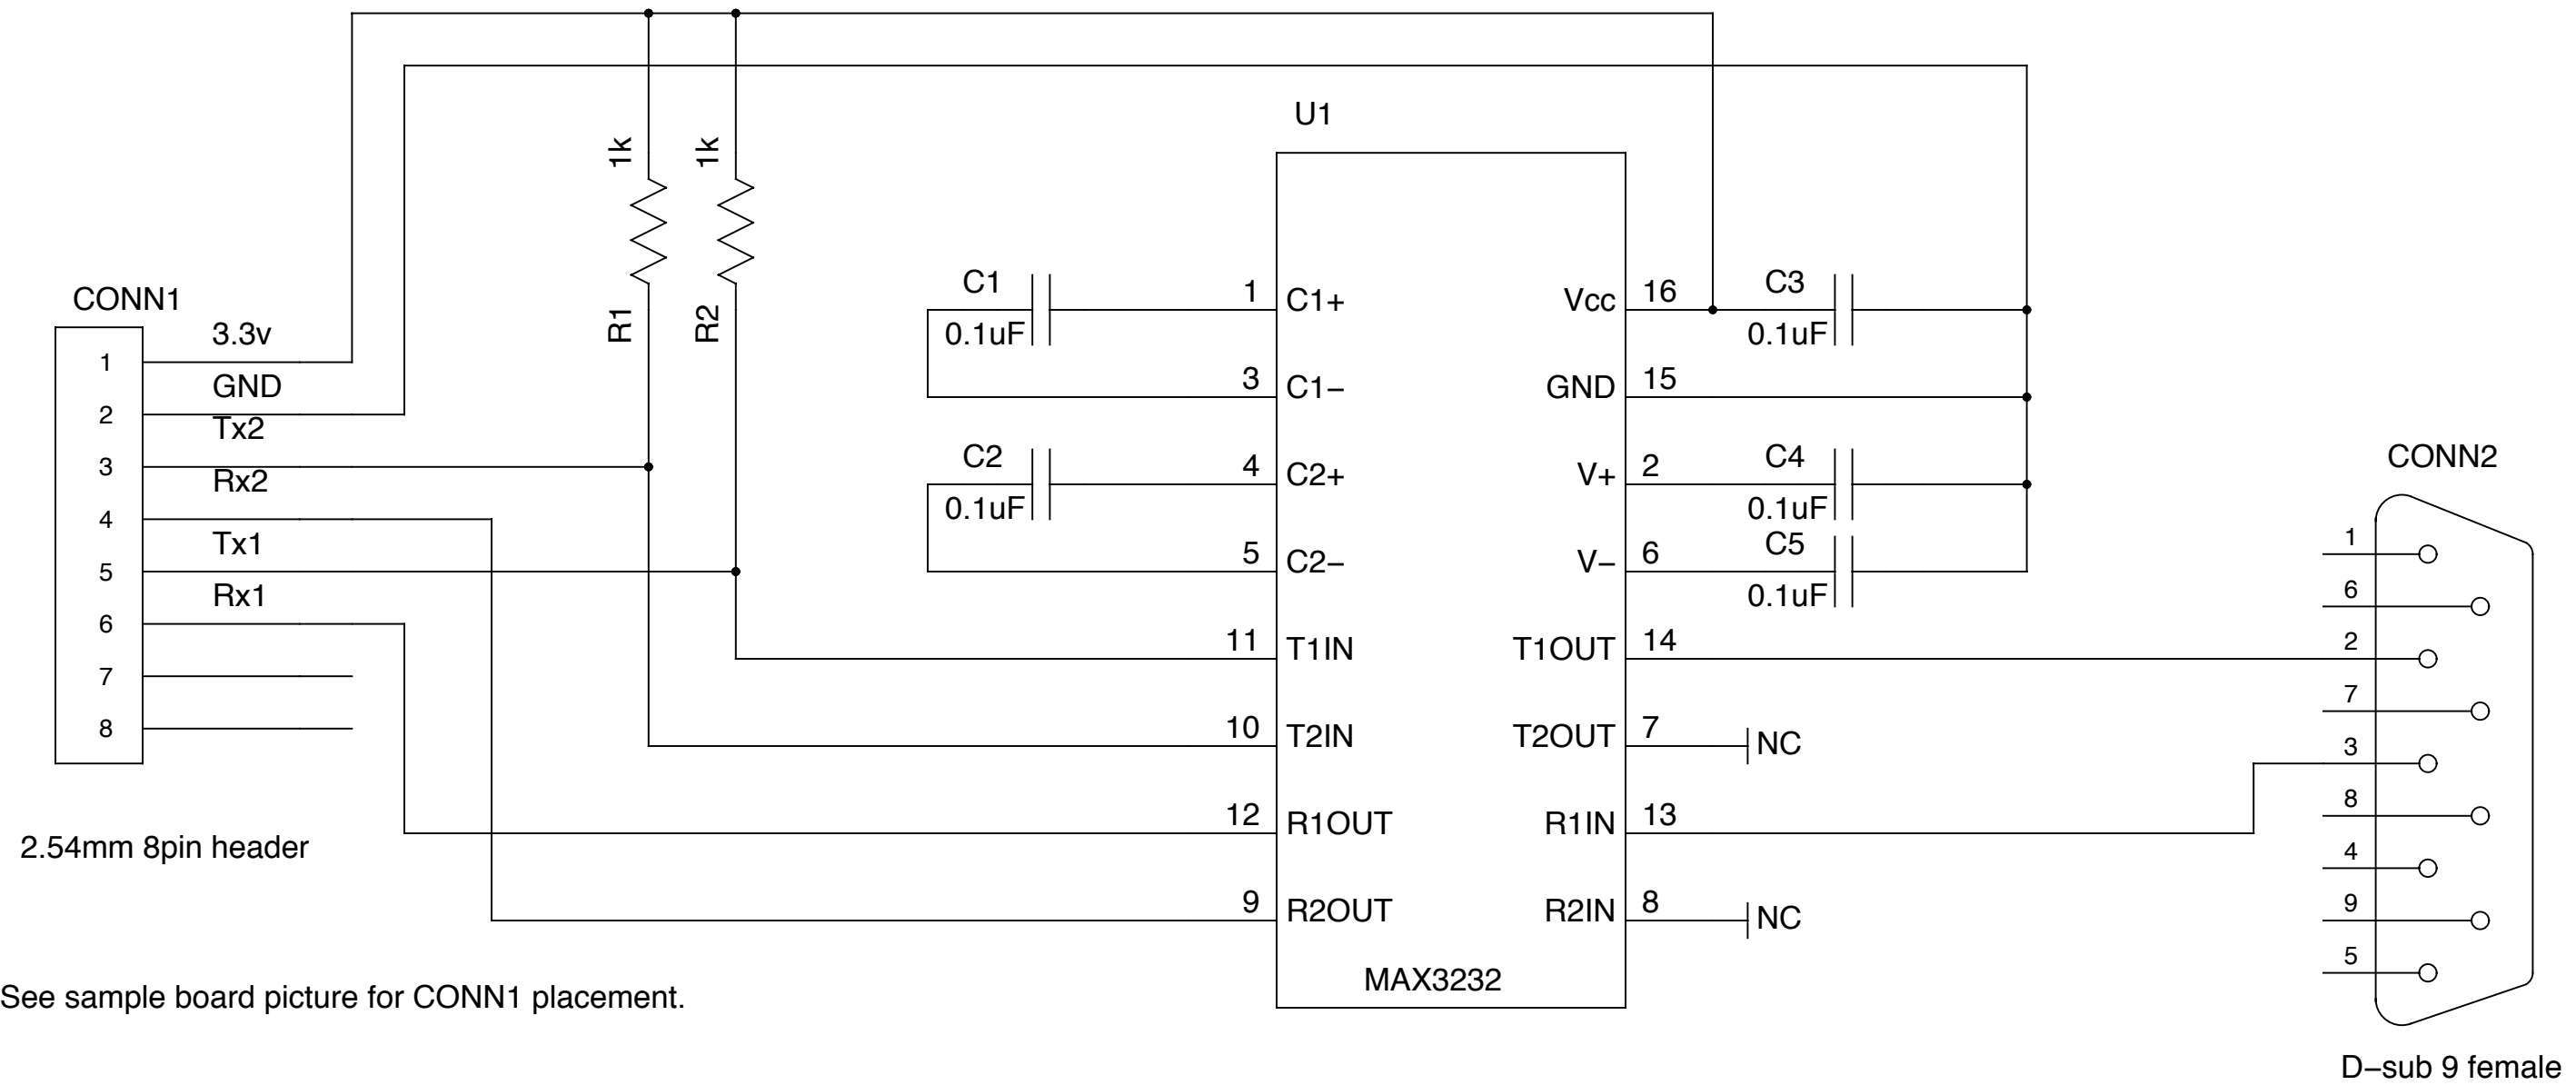 U1
1k
1k
R1
R2
CONN1
3.3v
1
GND
2
Tx2
3
Rx2
4
Tx1
5
Rx1
6
7
8
2.54mm 8pin header
See sample board picture for CONN1 placement.
C1
0.1uF
C2
0.1uF
1 C1+
3 C1−
4 C2+
5 C2−
11 T1IN
10 T2IN
12 R1OUT
9 R2OUT
Vcc 16
GND 15
V+ 2
V− 6
T1OUT 14
T2OUT 7
NC
R1IN 13
R2IN 8
NC
MAX3232
C3
0.1uF
C4
0.1uF
C5
0.1uF
CONN2
1
6
2
7
3
8
4
9
5
D−sub 9 female